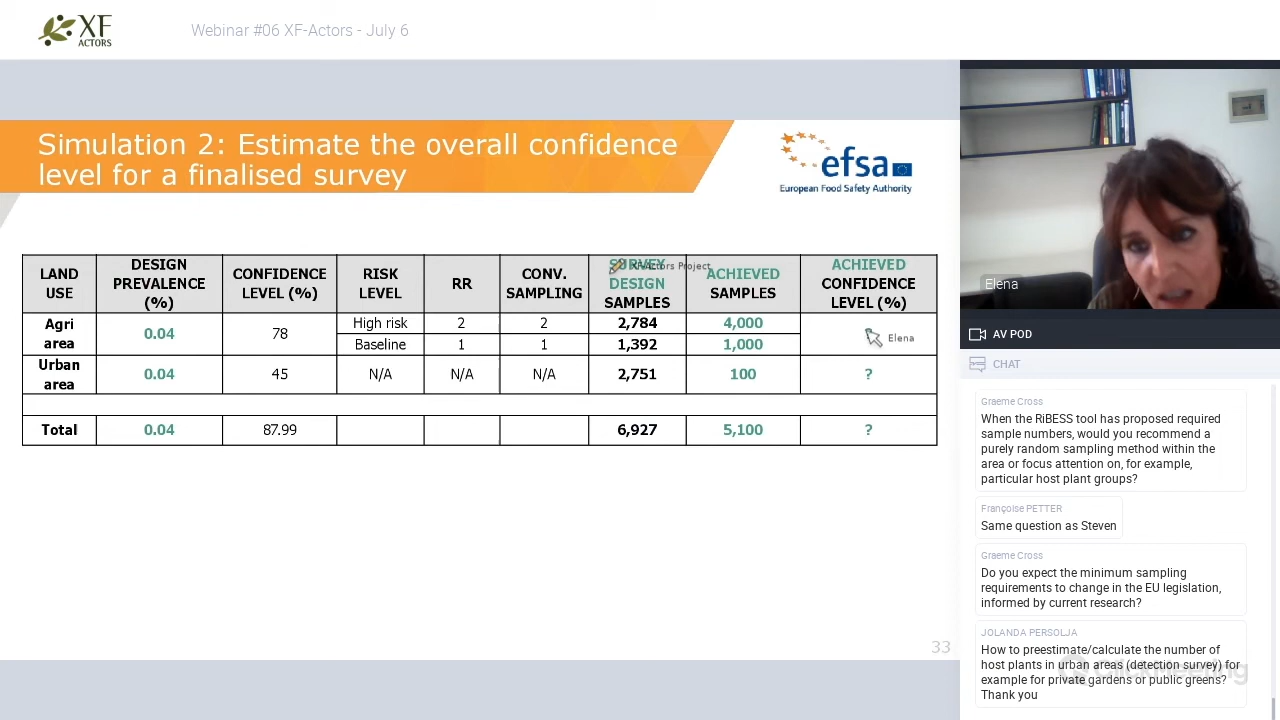 XF
ACTORS
Webinar #06 XF-Actors - July 6
Simulation 2: Estimate the overall confidence
level for a finalised survey
efsa
European Food Safety Authority
LAND USE DESIGN PREVALENCE (%) CONFIDENCE LEVEL (%) RISK LEVEL RR CONV. SAMPLING SURVEY DESIGN SAMPLES ACHIEVED SAMPLES ACHIEVED CONFIDENCE LEVEL (%)
XF-Actors Project
Agri area 0.04 78 High risk 2 2 2,784 4,000
Baseline 1 1 1,392 1,000
Elena
Urban area 0.04 45 N/A N/A N/A 2,751 100 ?
Total 0.04 87.99 6,927 5,100 ?
33
Elena
AV POD
CHAT
Graeme Cross
When the RiBESS tool has proposed required
sample numbers, would you recommend a
purely random sampling method within the
area or focus attention on, for example,
particular host plant groups?
Françoise PETTER
Same question as Steven
Graeme Cross
Do you expect the minimum sampling
requirements to change in the EU legislation,
informed by current research?
JOLANDA PERSOLJA
How to preestimate/calculate the number of
host plants in urban areas (detection survey) for
example for private gardens or public greens?
Thank you
ClickMeeting